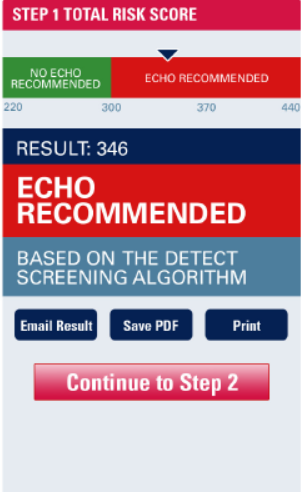 STEP 1 TOTAL RISK SCORE
NO ECHO
RECOMMENDED
ECHO RECOMMENDED
220 300 370 440
RESULT: 346
ECHO
RECOMMENDED
BASED ON THE DETECT
SCREENING ALGORITHM
Email Result Save PDF Print
Continue to Step 2